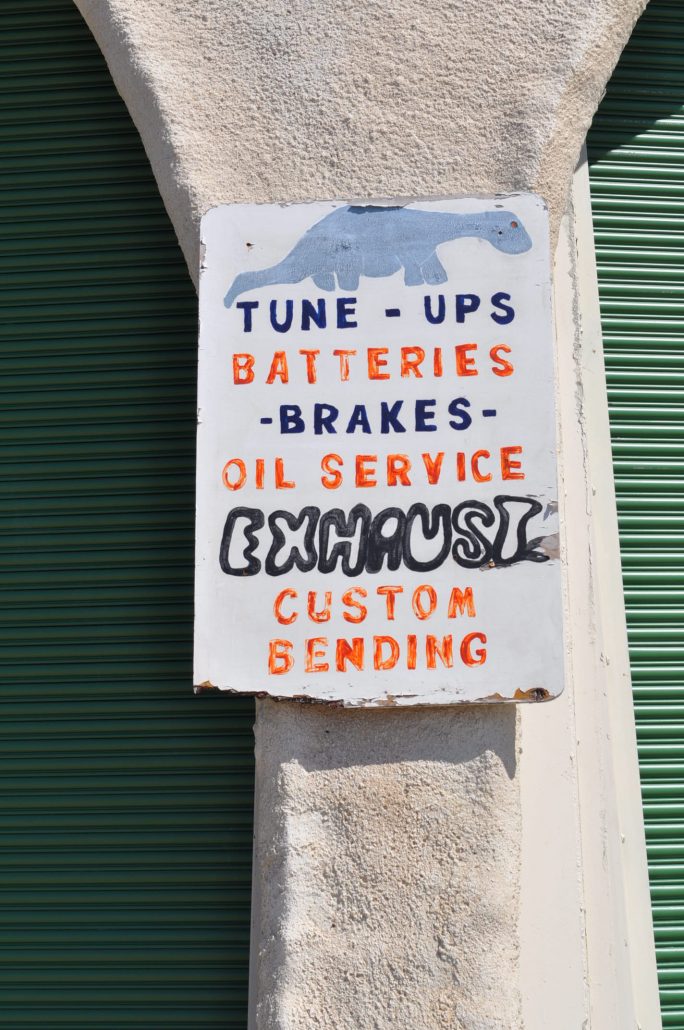 TUNE - UPS
BATTERIES
-BRAKES-
OIL SERVICE
EXHAUST
CUSTOM
BENDING